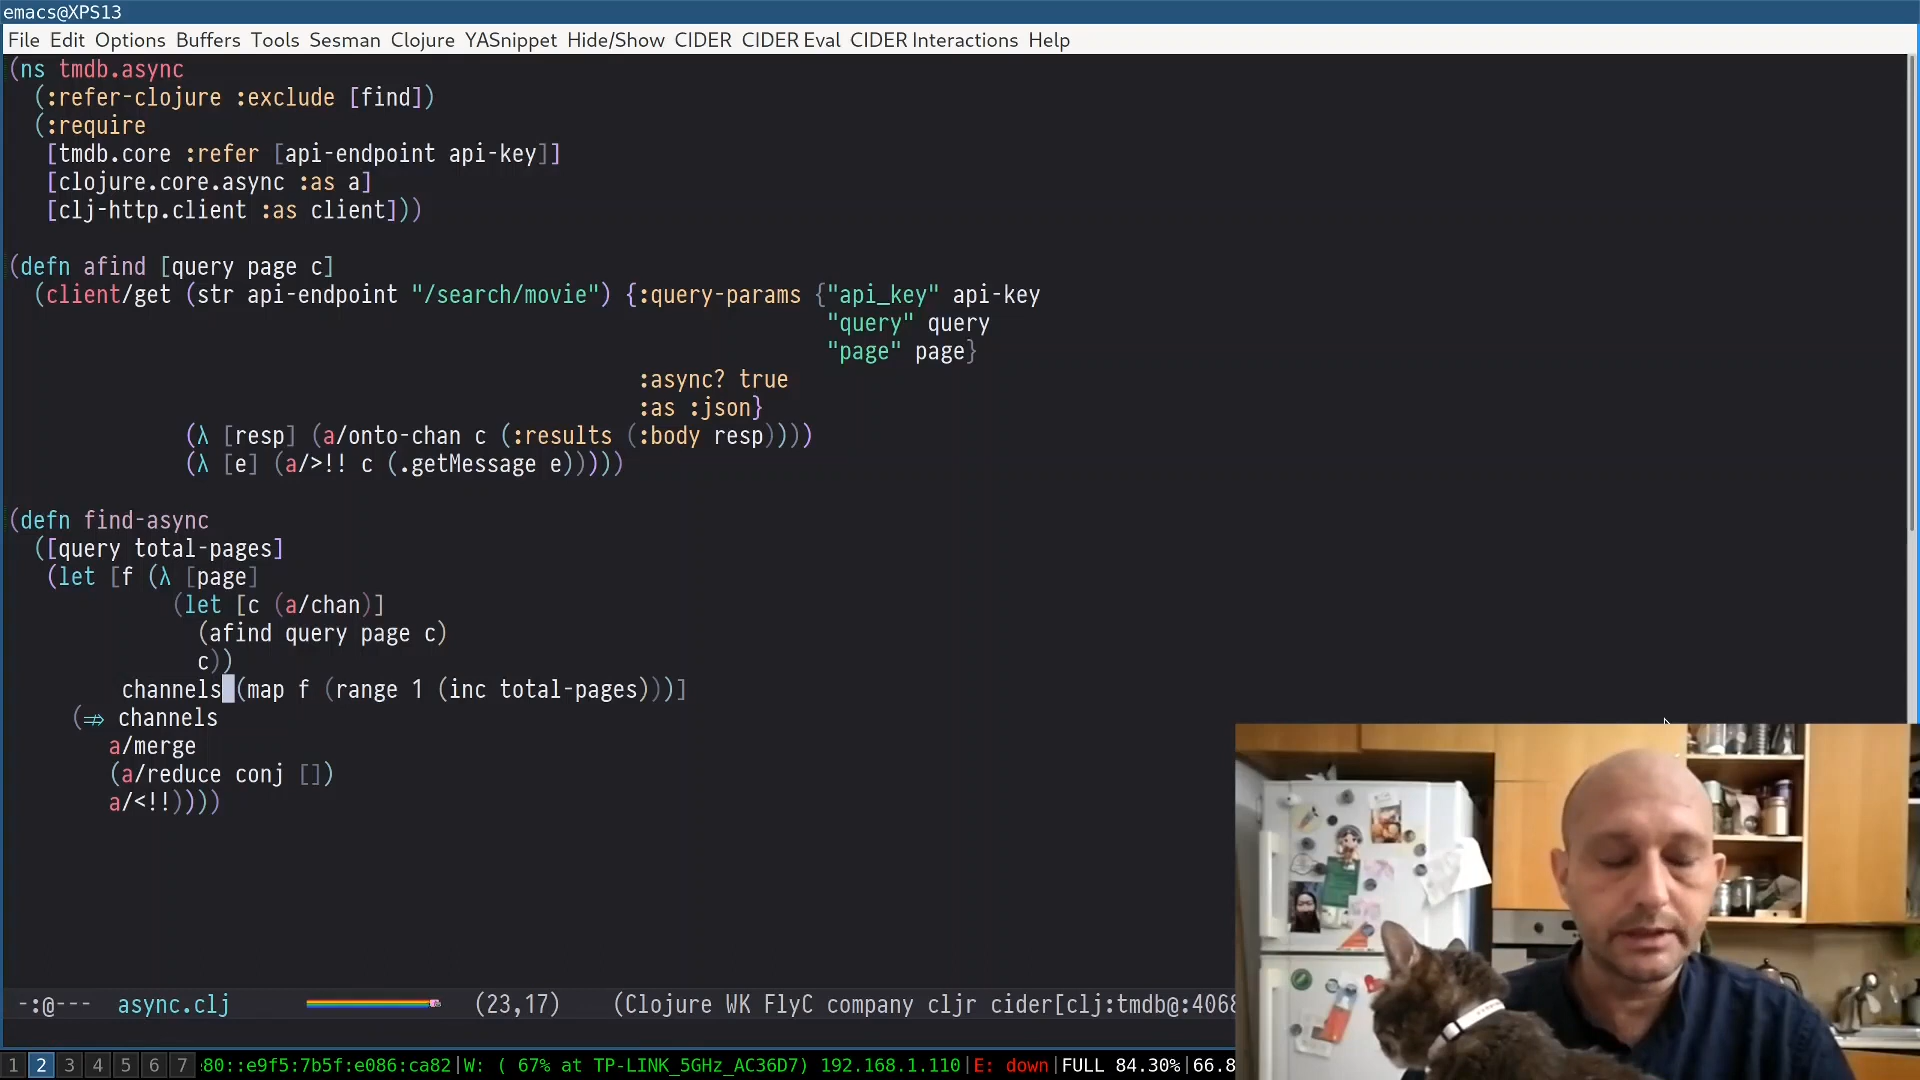 emacs@XPS13
File Edit Options Buffers Tools Sesman Clojure YASnippet Hide/Show CIDER CIDER Eval CIDER Interactions Help
(ns tmdb.async
(:refer-clojure :exclude [find])
(:require
[tmdb.core :refer [api-endpoint api-key]]
[clojure.core.async :as a]
[clj-http.client :as client]))
(defn afind [query page c]
(client/get (str api-endpoint "/search/movie") {:query-params {"api_key" api-key
"query" query
"page" page}
:async? true
:as :json}
(λ [resp] (a/onto-chan c (:results (:body resp))))
(λ [e] (a/>!! c (.getMessage e)))))
(defn find-async
([query total-pages]
(let [f (λ [page]
(let [c (a/chan)]
(afind query page c)
c))
channels (map f (range 1 (inc total-pages)))]
(⇉ channels
a/merge
(a/reduce conj [])
a/<!!))))
-:@--- async.clj (23,17) (Clojure WK FlyC company cljr cider[clj:tmdb@:4068
1 2 3 4 5 6 7 :80::e9f5:7b5f:e086:ca82|W: ( 67% at TP-LINK_5GHz_AC36D7) 192.168.1.110|E: down|FULL 84.30%|66.8